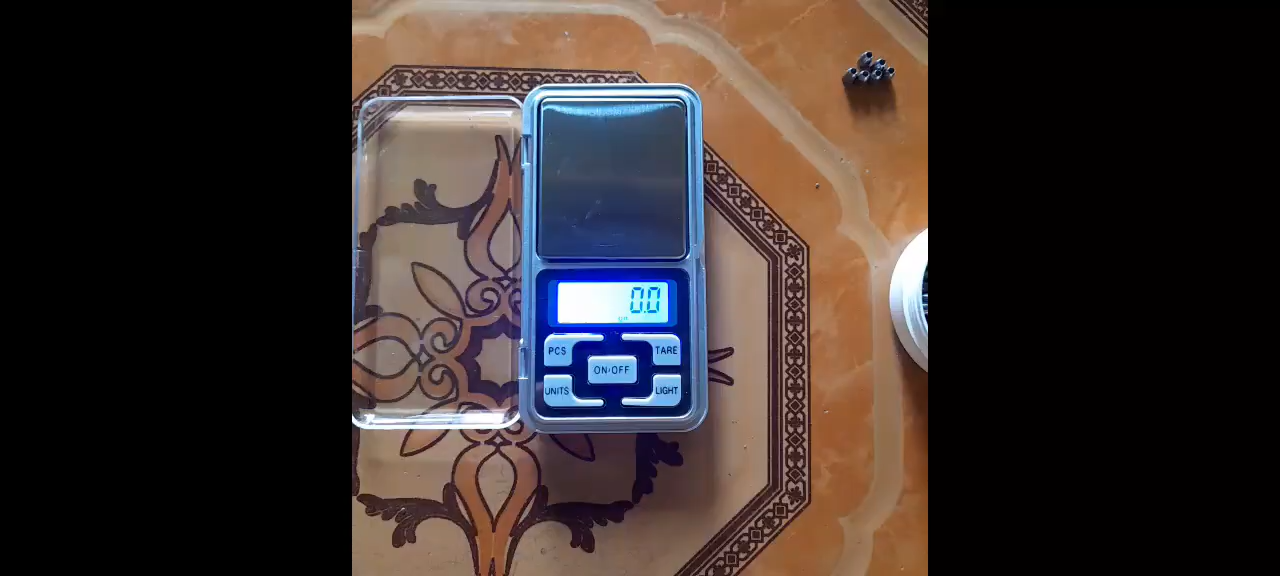 0.0
PCS
TARE
ON·OFF
UNITS
LIGHT